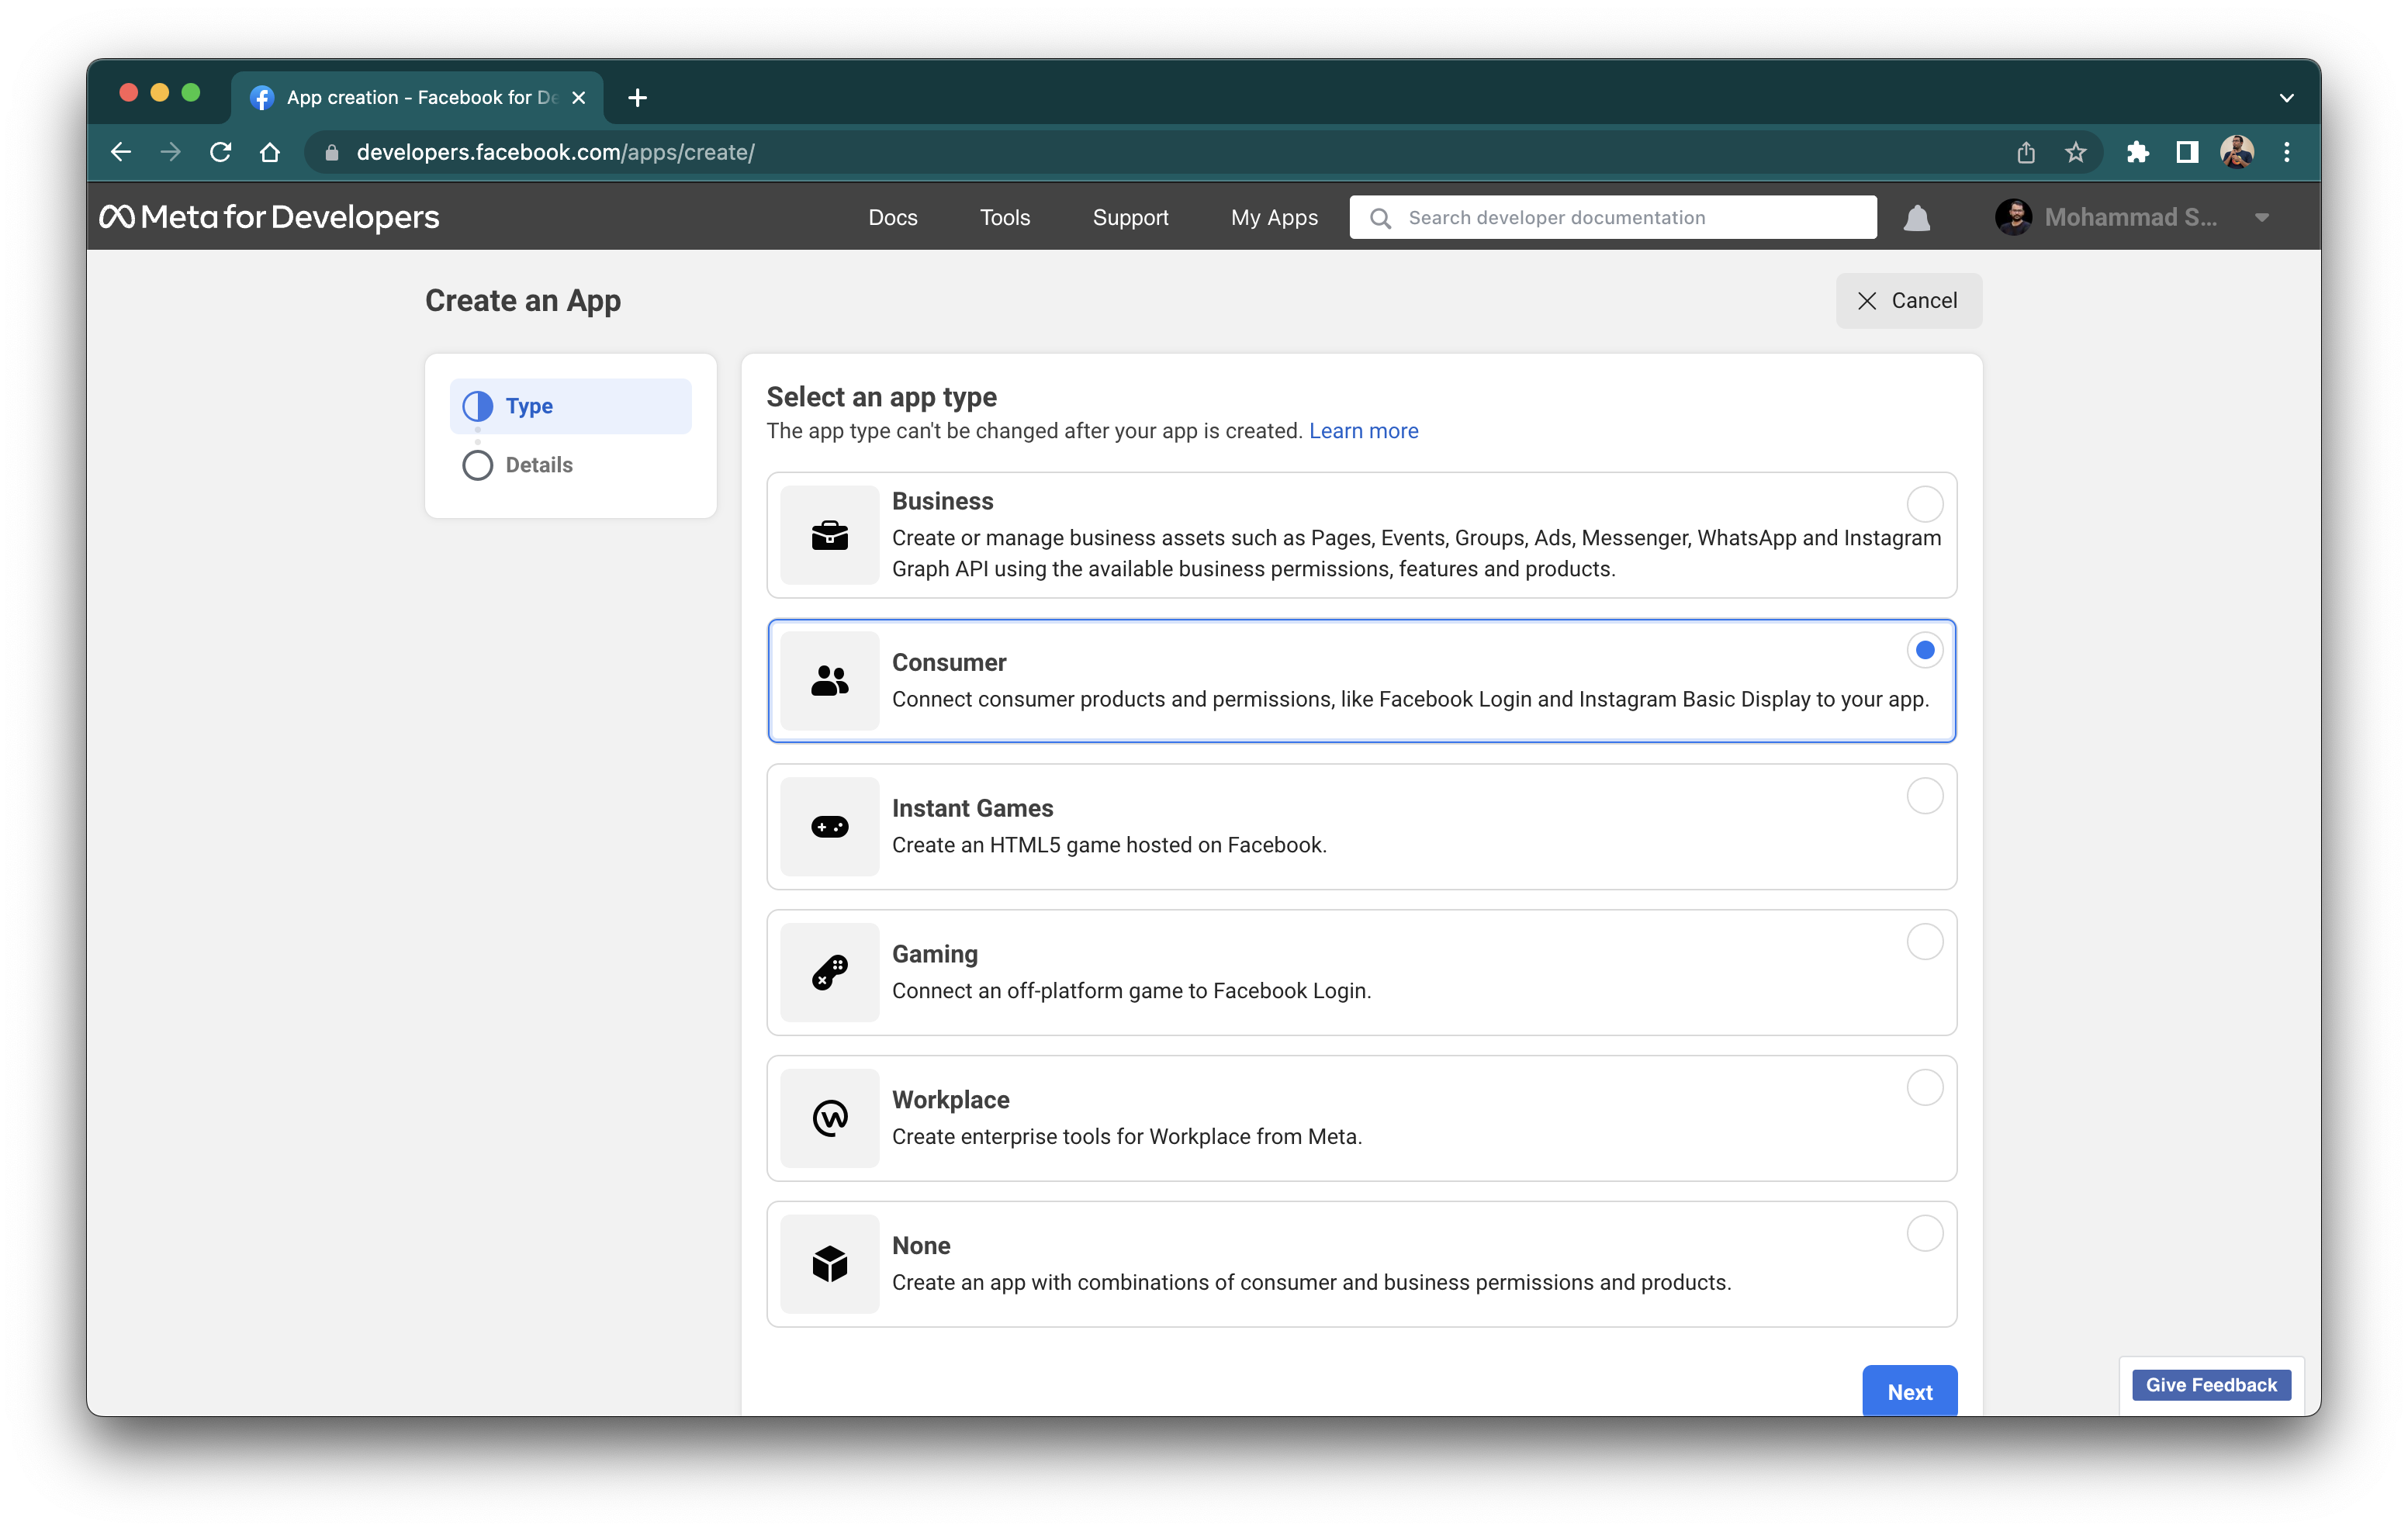 App creation - Facebook for De
developers.facebook.com/apps/create/
Meta for Developers
Docs
Tools
Support
My Apps
Search developer documentation
Mohammad S...
Create an App
Cancel
Type
Details
Select an app type
The app type can't be changed after your app is created. Learn more
Business
Create or manage business assets such as Pages, Events, Groups, Ads, Messenger, WhatsApp and Instagram
Graph API using the available business permissions, features and products.
Consumer
Connect consumer products and permissions, like Facebook Login and Instagram Basic Display to your app.
Instant Games
Create an HTML5 game hosted on Facebook.
Gaming
Connect an off-platform game to Facebook Login.
Workplace
Create enterprise tools for Workplace from Meta.
None
Create an app with combinations of consumer and business permissions and products.
Next
Give Feedback